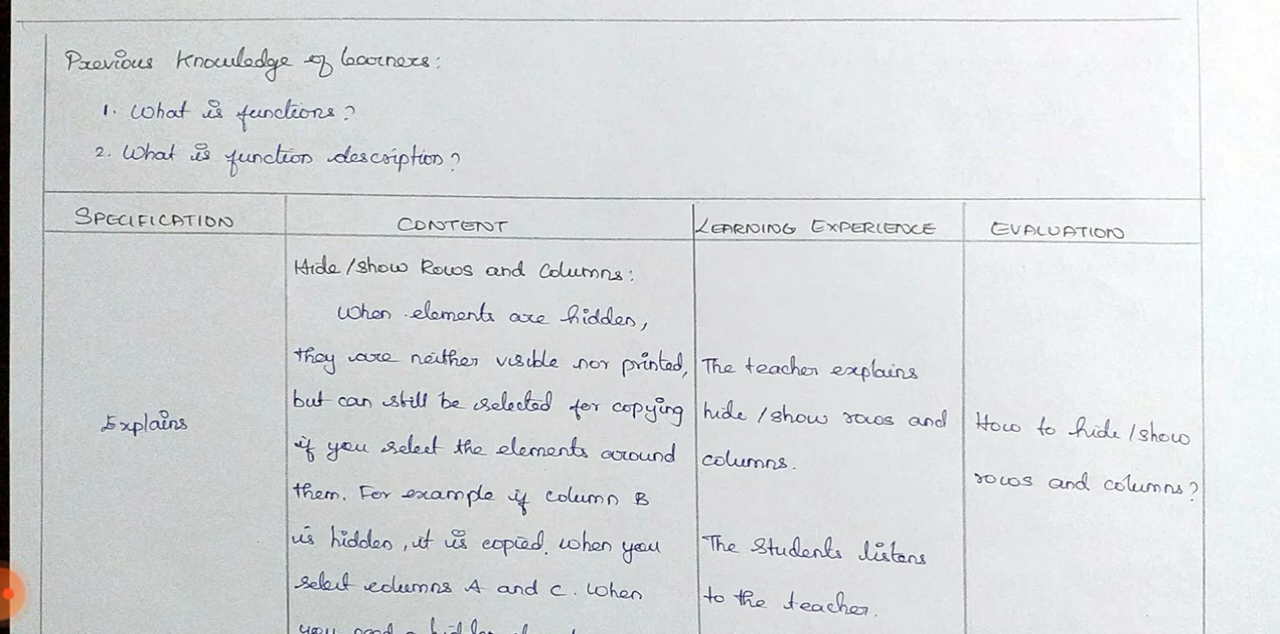 Previous Knowledge of learners:
1. What is functions?
2. What is function description?
SPECIFICATION
CONTENT
LEARNING EXPERIENCE
EVALUATION
Explains
Hide/show Rows and Columns:
When elements are hidden,
they are neither visible nor printed,
but can still be selected for copying
if you select the elements around
them. For example if column B
is hidden, it is copied. when you
select columns A and C. When
you need a hidden
The teacher explains
hide/show rows and
columns.
The Students listens
to the teacher.
How to hide/show
rows and columns?